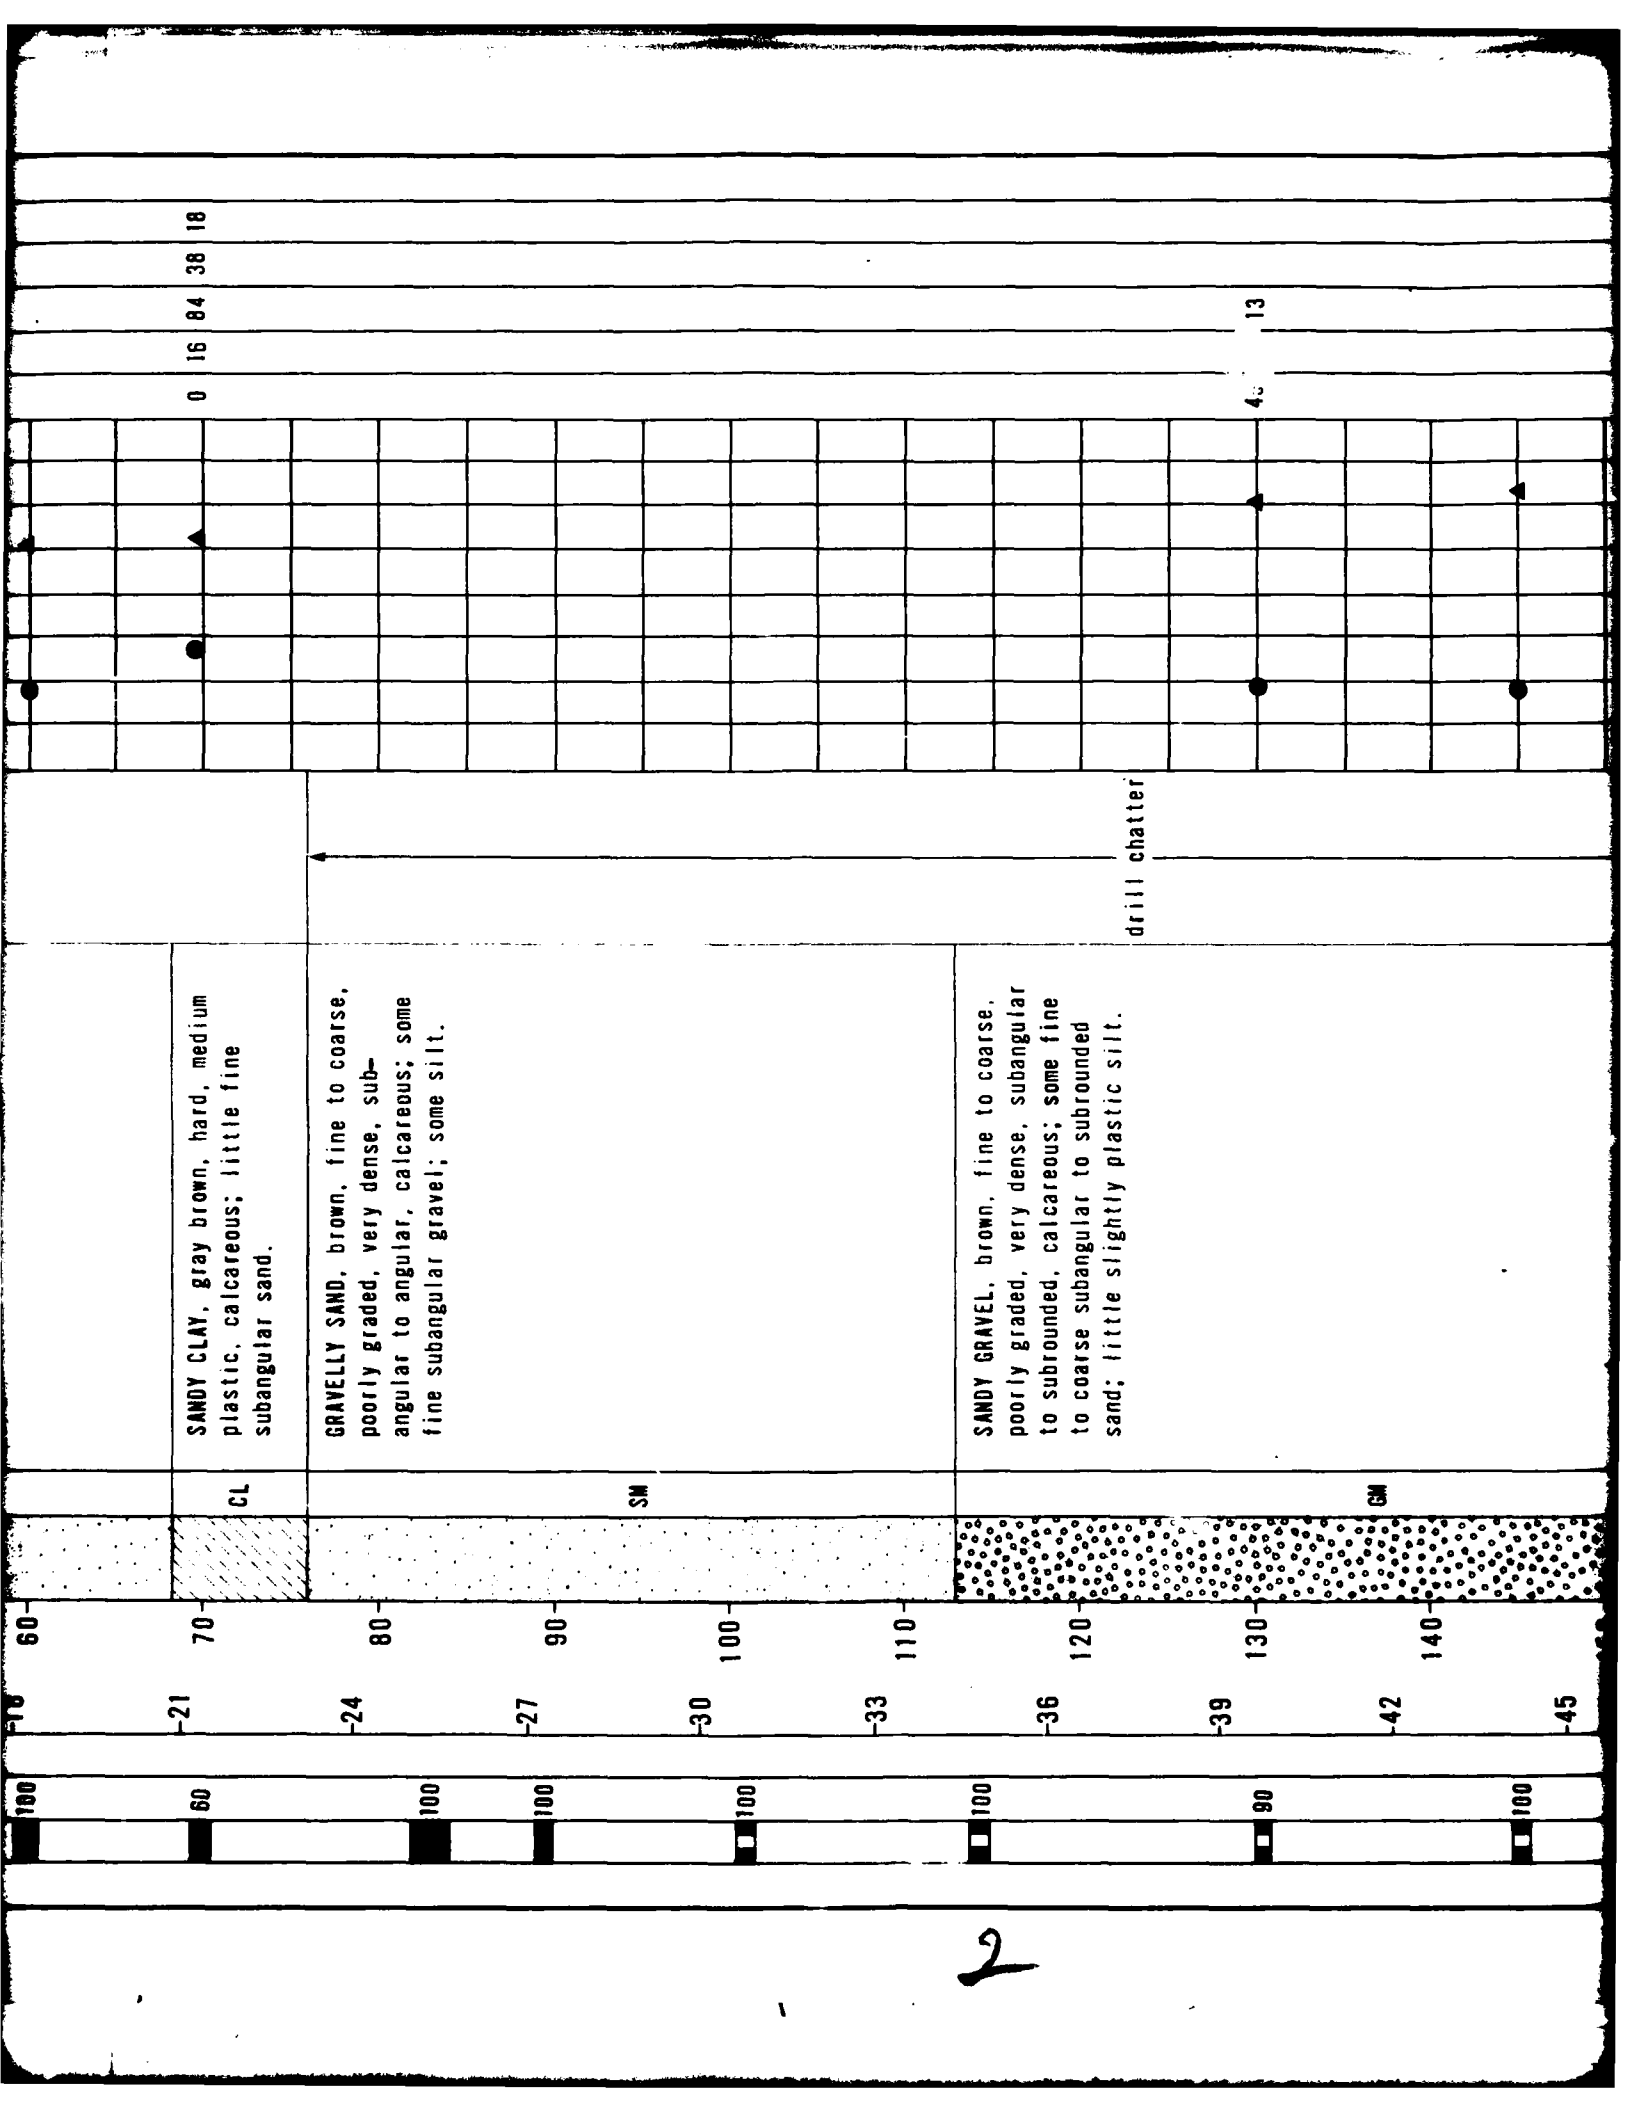 0 16 84 38 18
13
drill chatter
SANDY CLAY, gray brown, hard, medium
plastic, calcareous; little fine
subangular sand.
GRAVELLY SAND, brown, fine to coarse,
poorly graded, very dense, sub-
angular to angular, calcareous; some
fine subangular gravel; some silt.
SANDY GRAVEL, brown, fine to coarse,
poorly graded, very dense, subangular
to subrounded, calcareous; some fine
to coarse subangular to subrounded
sand; little slightly plastic silt.
CL
SM
GM
60
70
80
90
100
110
120
130
140
21
24
27
30
33
36
39
42
45
100
60
100
100
100
100
90
100
2